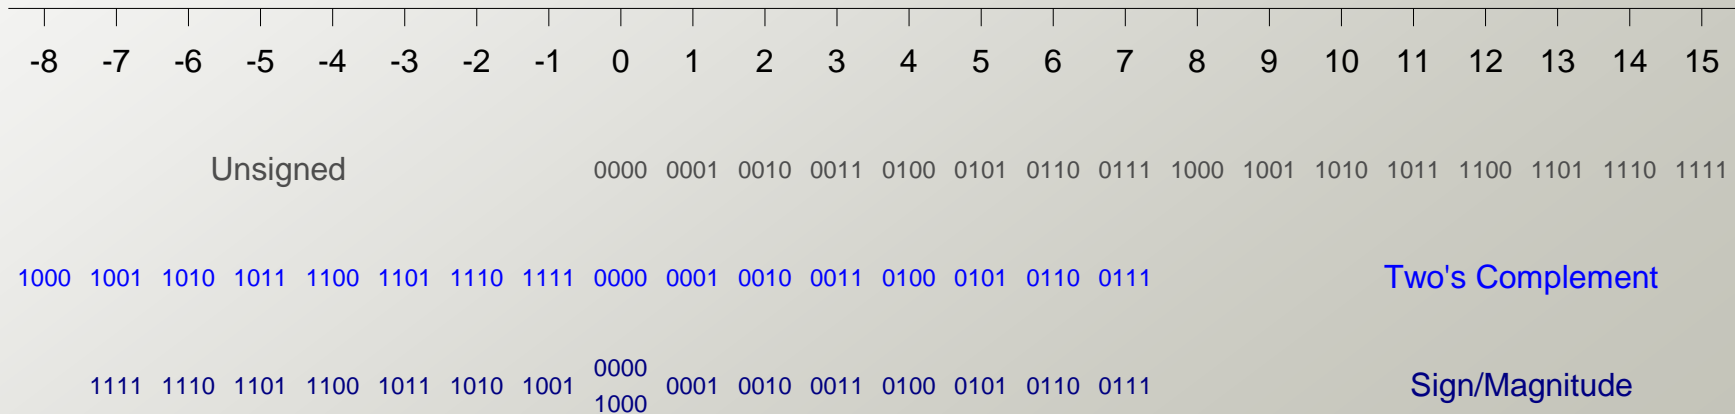 -8 -7 -6 -5 -4 -3 -2 -1 0 1 2 3 4 5 6 7 8 9 10 11 12 13 14 15
Unsigned 0000 0001 0010 0011 0100 0101 0110 0111 1000 1001 1010 1011 1100 1101 1110 1111
1000 1001 1010 1011 1100 1101 1110 1111 0000 0001 0010 0011 0100 0101 0110 0111 Two's Complement
0000
1111 1110 1101 1100 1011 1010 1001 0001 0010 0011 0100 0101 0110 0111 Sign/Magnitude
1000